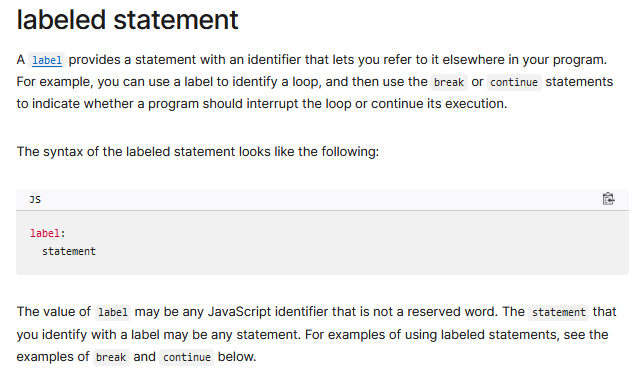 labeled statement
A label provides a statement with an identifier that lets you refer to it elsewhere in your program.
For example, you can use a label to identify a loop, and then use the break or continue statements
to indicate whether a program should interrupt the loop or continue its execution.
The syntax of the labeled statement looks like the following:
JS
label:
  statement
The value of label may be any JavaScript identifier that is not a reserved word. The statement that
you identify with a label may be any statement. For examples of using labeled statements, see the
examples of break and continue below.